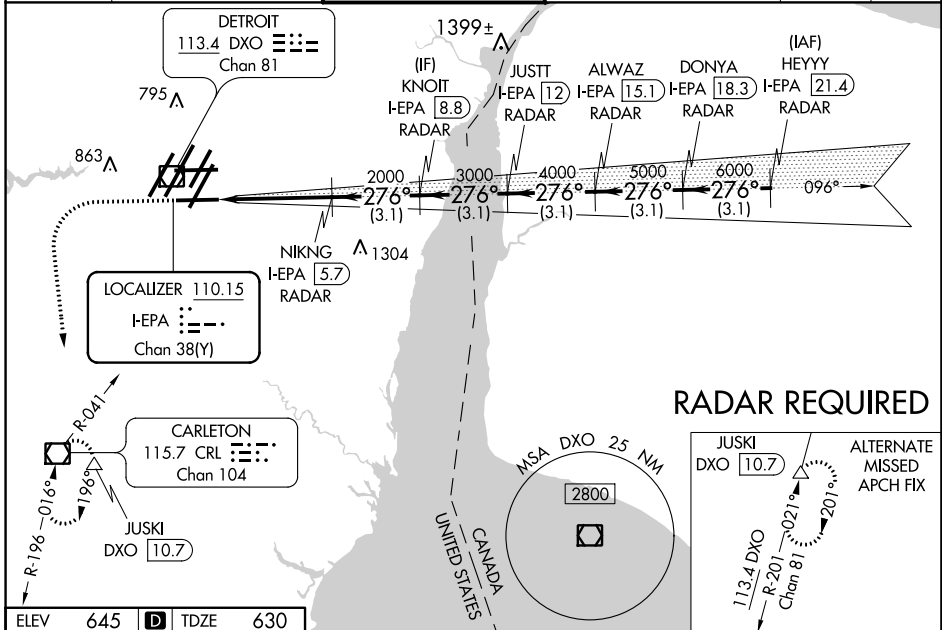 DETROIT
113.4 DXO
Chan 81
1399±
795
863
(IF)
KNOIT
I-EPA 8.8
RADAR
JUSTT
I-EPA 12
RADAR
ALWAZ
I-EPA 15.1
RADAR
DONYA
I-EPA 18.3
RADAR
(IAF)
HEYYY
I-EPA 21.4
RADAR
2000
276°
(3.1)
3000
276°
(3.1)
4000
276°
(3.1)
5000
276°
(3.1)
6000
276°
(3.1)
096°
NIKNG
I-EPA 5.7
RADAR
1304
LOCALIZER 110.15
I-EPA
Chan 38(Y)
R-041
CARLETON
115.7 CRL
Chan 104
016°
196°
R-196
JUSKI
DXO 10.7
CANADA
UNITED STATES
MSA DXO 25 NM
2800
RADAR REQUIRED
JUSKI
DXO 10.7
ALTERNATE
MISSED
APCH FIX
021°
201°
113.4 DXO
R-201
Chan 81
ELEV 645 D TDZE 630